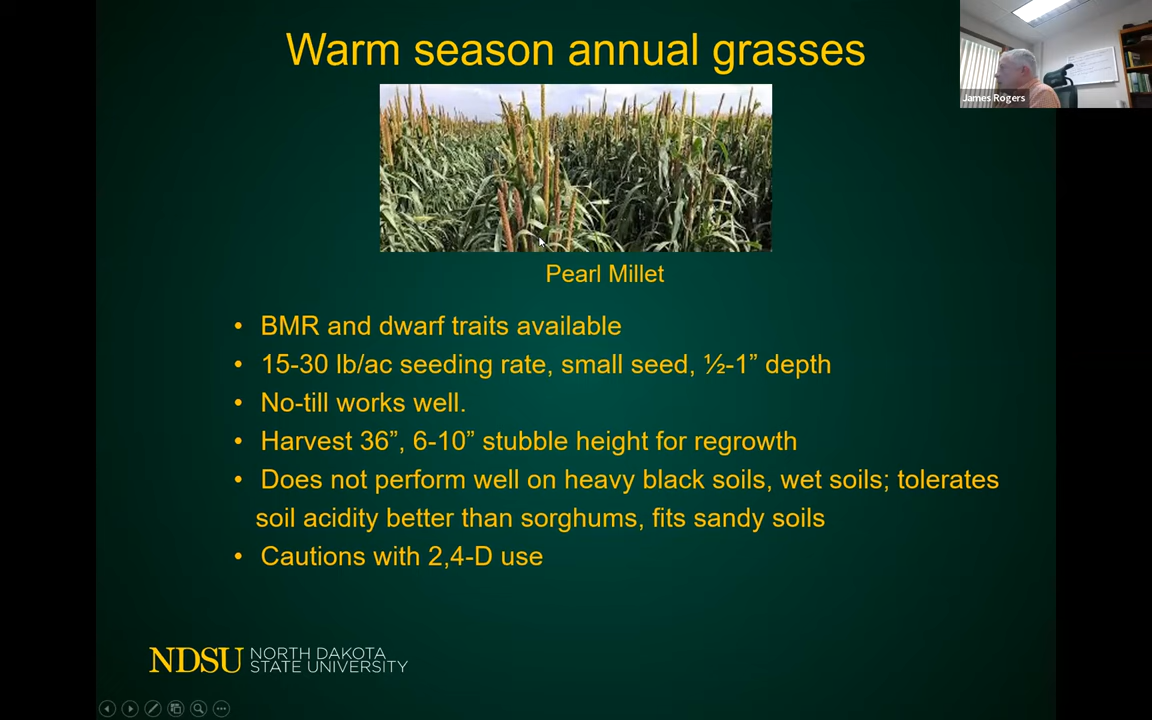 Warm season annual grasses
James Rogers
Pearl Millet
• BMR and dwarf traits available
• 15-30 lb/ac seeding rate, small seed, ½-1” depth
• No-till works well.
• Harvest 36”, 6-10” stubble height for regrowth
• Does not perform well on heavy black soils, wet soils; tolerates
soil acidity better than sorghums, fits sandy soils
• Cautions with 2,4-D use
NDSU NORTH DAKOTA
STATE UNIVERSITY